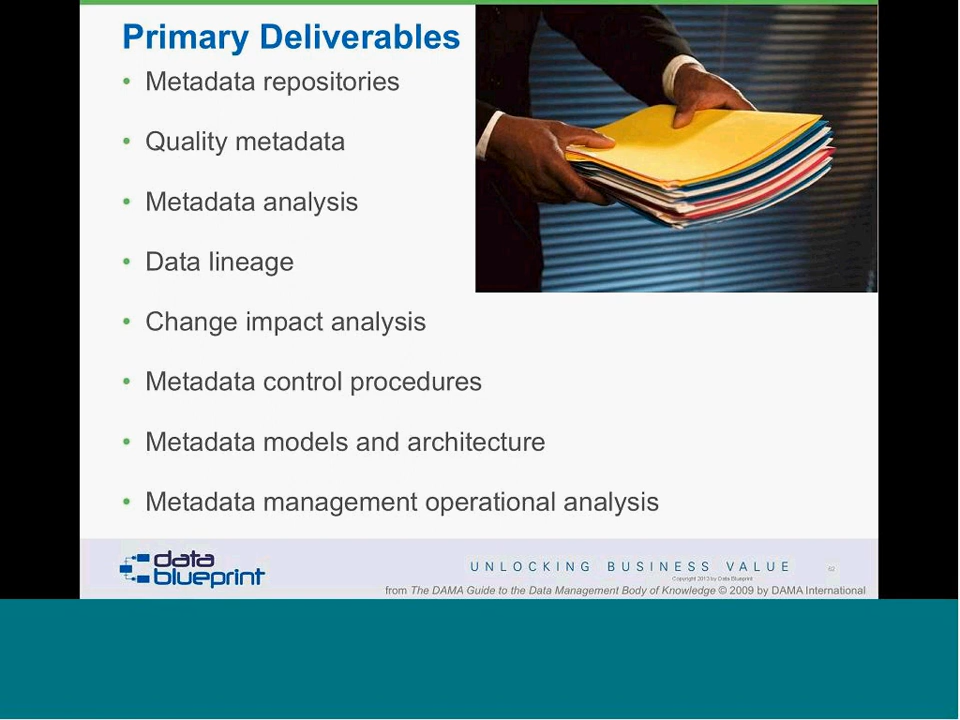 Primary Deliverables
• Metadata repositories
• Quality metadata
• Metadata analysis
• Data lineage
• Change impact analysis
• Metadata control procedures
• Metadata models and architecture
• Metadata management operational analysis
data
blueprint
UNLOCKING BUSINESS VALUE
62
Copyright 2013 by Data Blueprint
from The DAMA Guide to the Data Management Body of Knowledge © 2009 by DAMA International